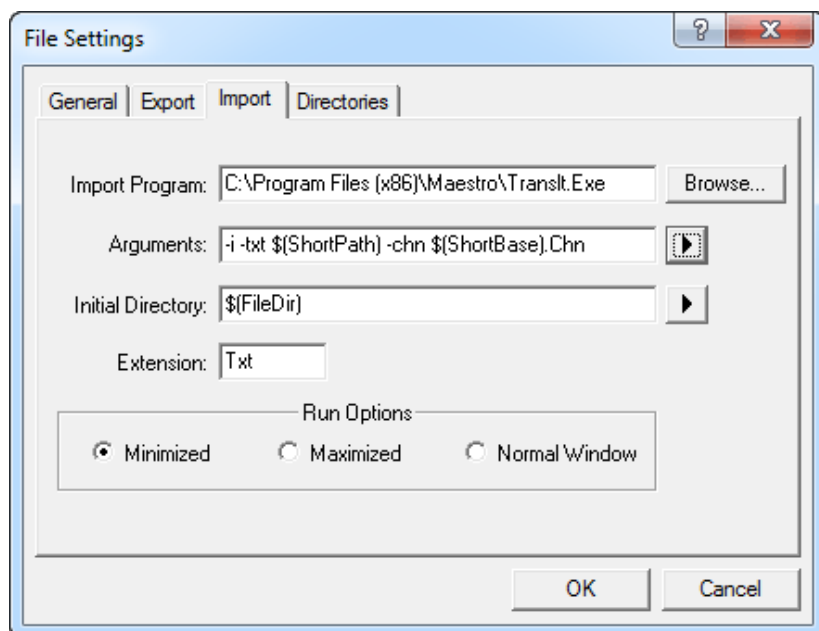 File Settings
General Export Import Directories
Import Program: C:\Program Files (x86)\Maestro\TransIt.Exe Browse...
Arguments: -i -txt $(ShortPath) -chn $(ShortBase).Chn
Initial Directory: $(FileDir)
Extension: Txt
Run Options
Minimized Maximized Normal Window
OK Cancel